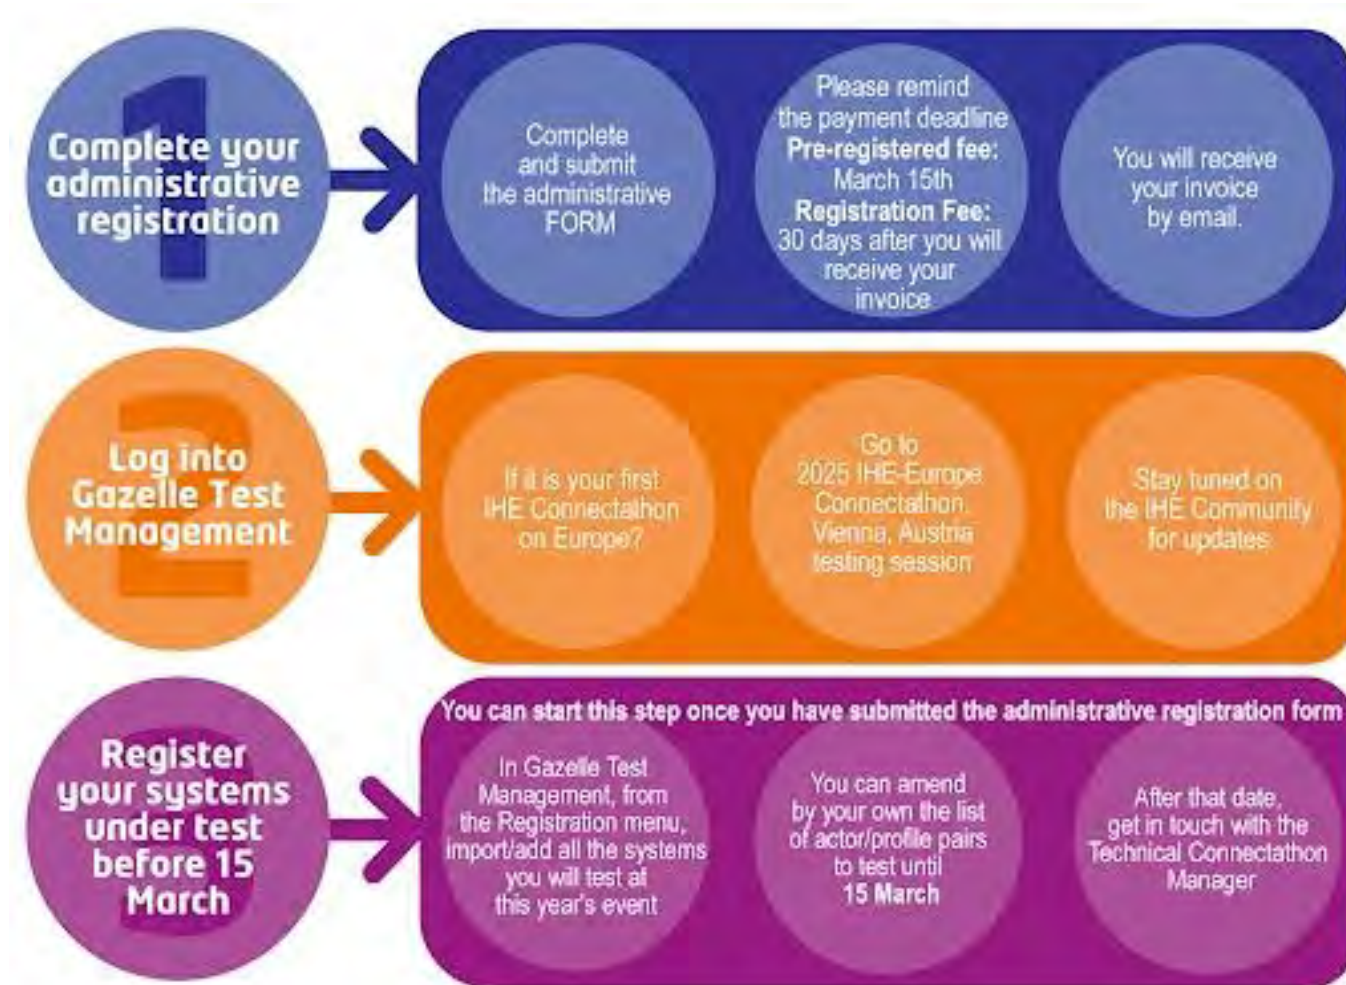 1
Complete your
administrative
registration
Complete
and submit
the administrative
FORM
Please remind
the payment deadline
Pre-registered fee:
March 15th
Registration Fee:
30 days after you will
receive your
invoice
You will receive
your invoice
by email.
2
Log into
Gazelle Test
Management
If it is your first
IHE Connectathon
on Europe?
Go to
2025 IHE-Europe
Connectathon.
Vienna, Austria
testing session
Stay tuned on
the IHE Community
for updates
3
Register
your systems
under test
before 15
March
You can start this step once you have submitted the administrative registration form
In Gazelle Test
Management, from
the Registration menu,
import/add all the systems
you will test at
this year's event
You can amend
by your own the list
of actor/profile pairs
to test until
15 March
After that date,
get in touch with the
Technical Connectathon
Manager